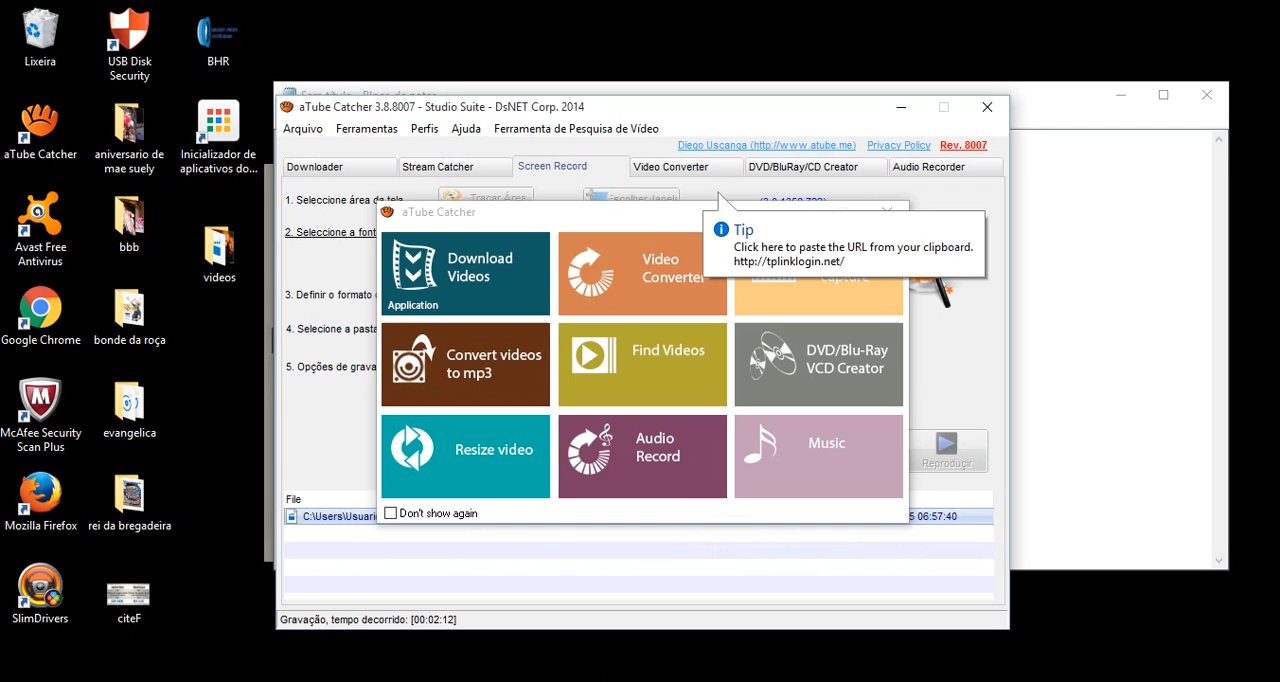 Lixeira
USB Disk
Security
BHR
aTube Catcher
aniversario de
mae suely
Inicializador de
aplicativos do...
Avast Free
Antivirus
bbb
videos
Google Chrome
bonde da roça
McAfee Security
Scan Plus
evangelica
Mozilla Firefox
rei da bregadeira
SlimDrivers
citeF
aTube Catcher 3.8.8007 - Studio Suite - DsNET Corp. 2014
Arquivo
Ferramentas
Perfis
Ajuda
Ferramenta de Pesquisa de Vídeo
Diego Uscanga (http://www.atube.me)
Privacy Policy
Rev. 8007
Downloader
Stream Catcher
Screen Record
Video Converter
DVD/BluRay/CD Creator
Audio Recorder
1. Seleccione área da tela
Traçar Área
2. Seleccione a font
3. Definir o formato
4. Selecione a pasta
5. Opções de grava
aTube Catcher
Tip
Click here to paste the URL from your clipboard.
http://tplinklogin.net/
Download
Videos
Application
Video
Converter
Convert videos
to mp3
Find Videos
DVD/Blu-Ray
VCD Creator
Resize video
Audio
Record
Music
Don't show again
Reproduçir
File
C:\Users\Usuari
5 06:57:40
Gravação, tempo decorrido: [00:02:12]